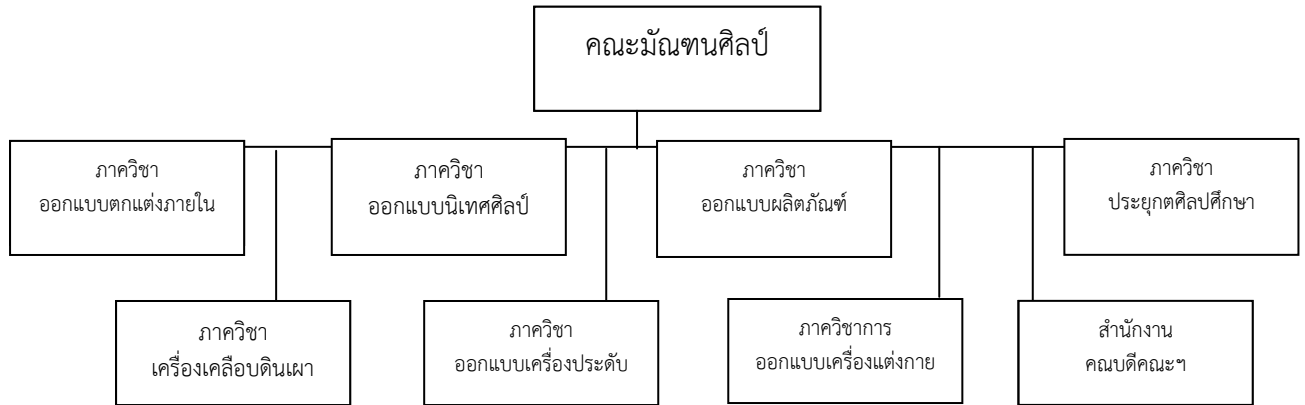 คณะมัณฑนศิลป์
ภาควิชา
ออกแบบตกแต่งภายใน
ภาควิชา
ออกแบบนิเทศศิลป์
ภาควิชา
ออกแบบผลิตภัณฑ์
ภาควิชา
ประยุกตศิลปศึกษา
ภาควิชา
เครื่องเคลือบดินเผา
ภาควิชา
ออกแบบเครื่องประดับ
ภาควิชาการ
ออกแบบเครื่องแต่งกาย
สำนักงาน
คณบดีคณะฯ